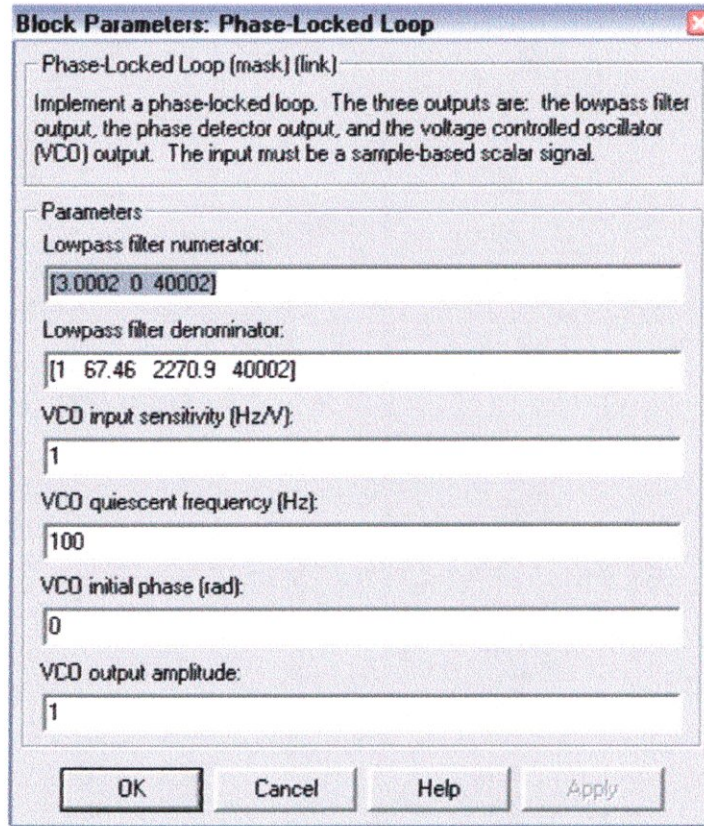 Block Parameters: Phase-Locked Loop
Phase-Locked Loop (mask) (link)
Implement a phase-locked loop. The three outputs are: the lowpass filter
output, the phase detector output, and the voltage controlled oscillator
(VCO) output. The input must be a sample-based scalar signal.
Parameters
Lowpass filter numerator:
[3.0002 0 40002]
Lowpass filter denominator:
[1 67.46 2270.9 40002]
VCO input sensitivity (Hz/V):
1
VCO quiescent frequency (Hz):
100
VCO initial phase (rad):
0
VCO output amplitude:
1
OK
Cancel
Help
Apply